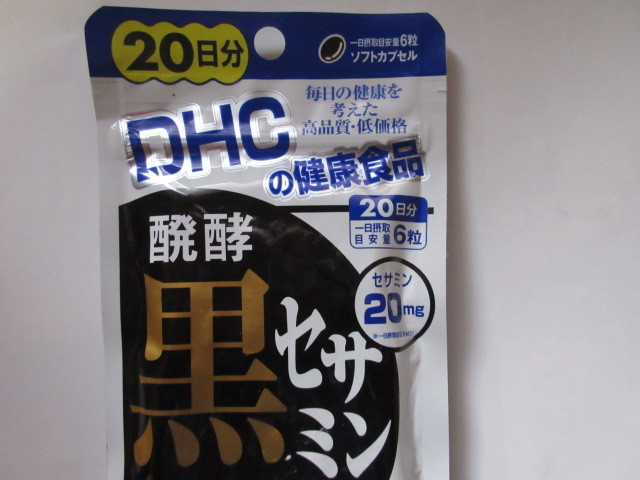 20日分
一日摂取目安量6粒
ソフトカプセル
毎日の健康を
考えた
高品質・低価格
DHC
の健康食品
20日分
一日摂取
目安量
6粒
醗酵
黒
セサミン
セサミン
20mg